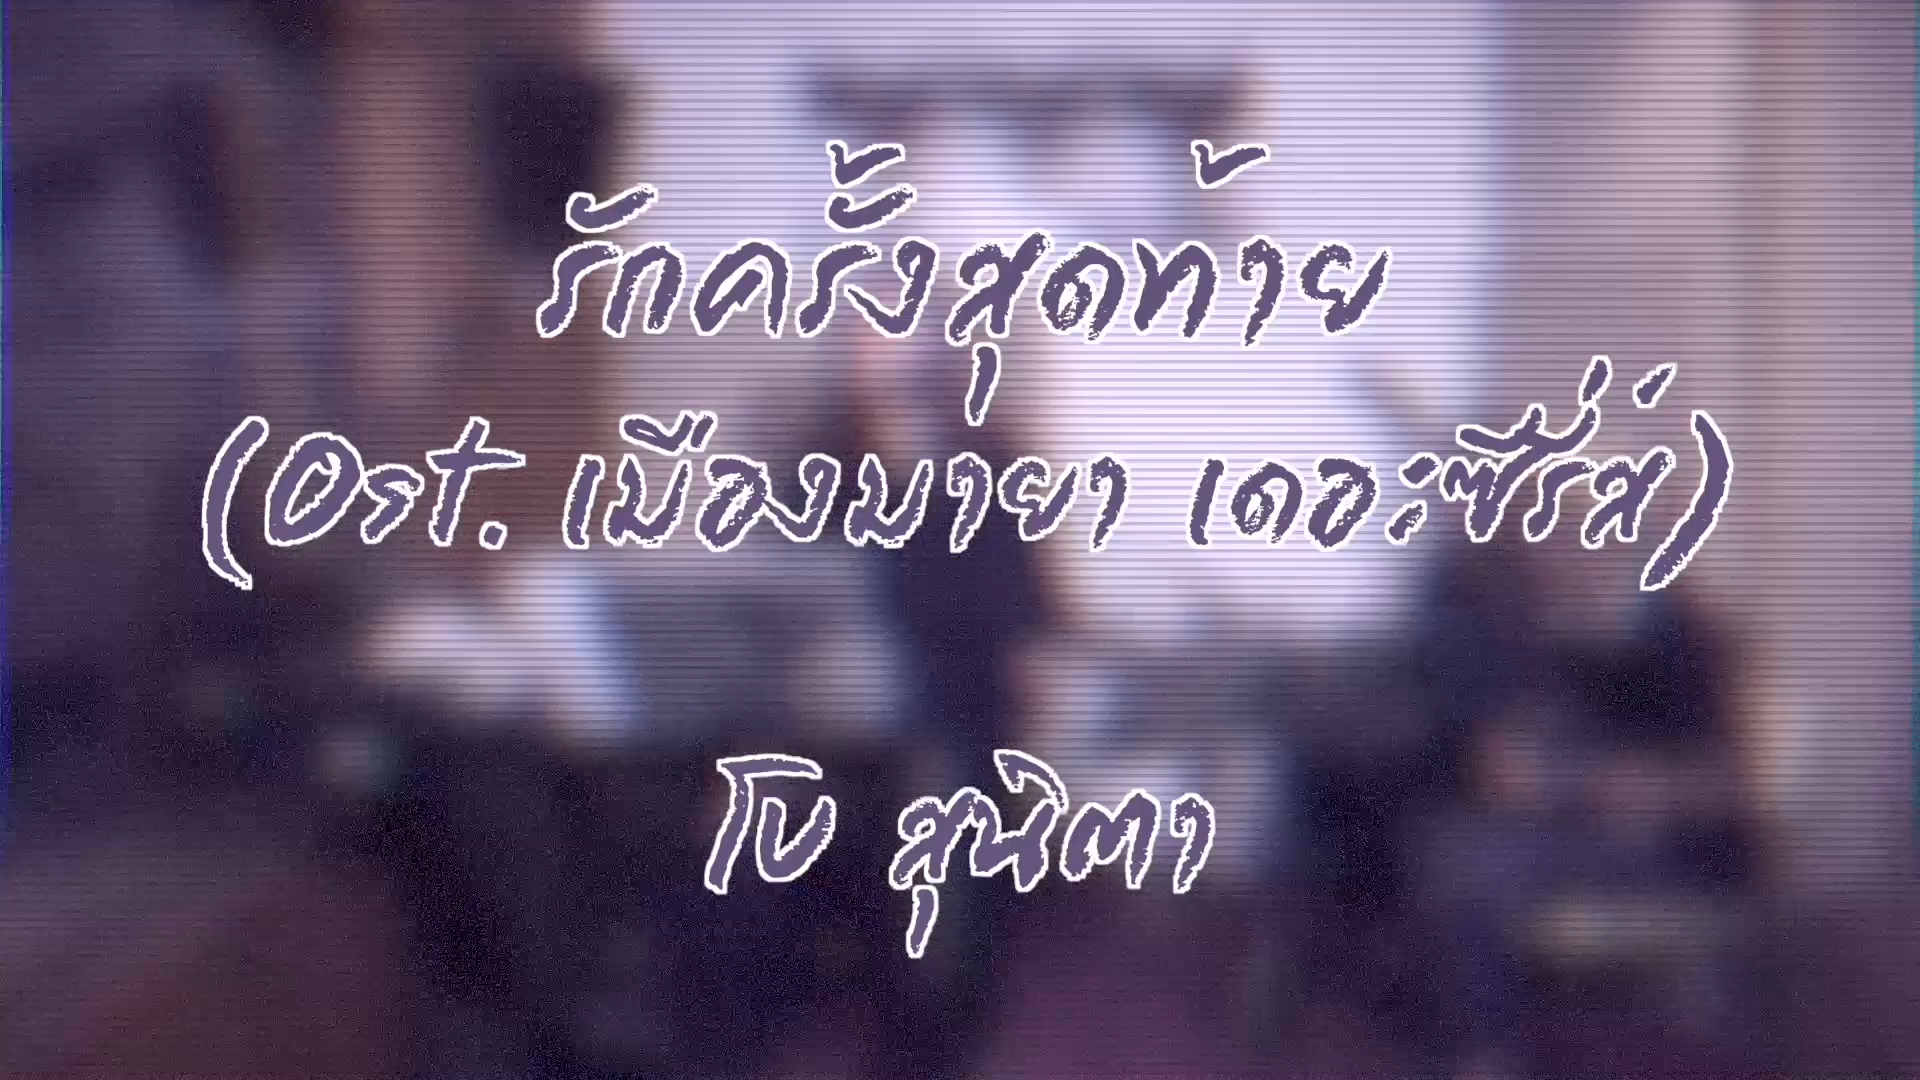 รักครั้งสุดท้าย
(Ost. เมืองมายา เดอะซีรี่ส์)
โบ สุนิตา